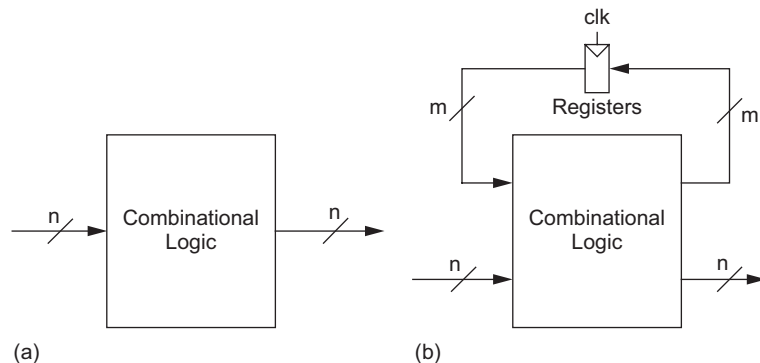 clk
Registers
m
m
n
Combinational
Logic
n
Combinational
Logic
n
n
(a)
(b)